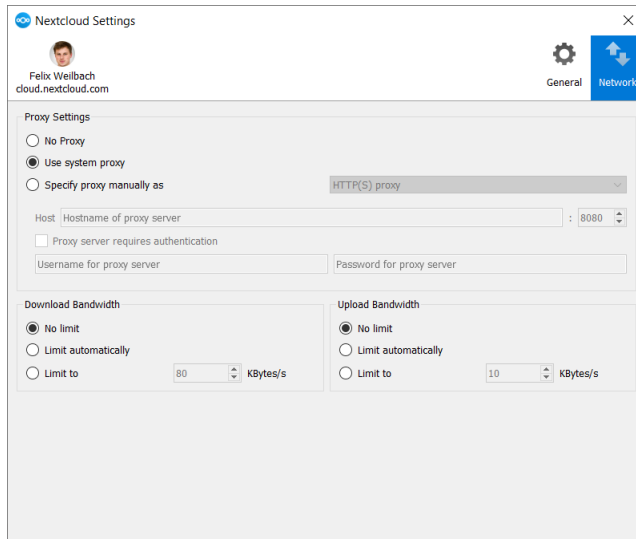 Nextcloud Settings
Felix Weilbach
cloud.nextcloud.com
General
Network
Proxy Settings
No Proxy
Use system proxy
Specify proxy manually as
HTTP(S) proxy
Host
Hostname of proxy server
:
8080
Proxy server requires authentication
Username for proxy server
Password for proxy server
Download Bandwidth
No limit
Limit automatically
Limit to
80
KBytes/s
Upload Bandwidth
No limit
Limit automatically
Limit to
10
KBytes/s